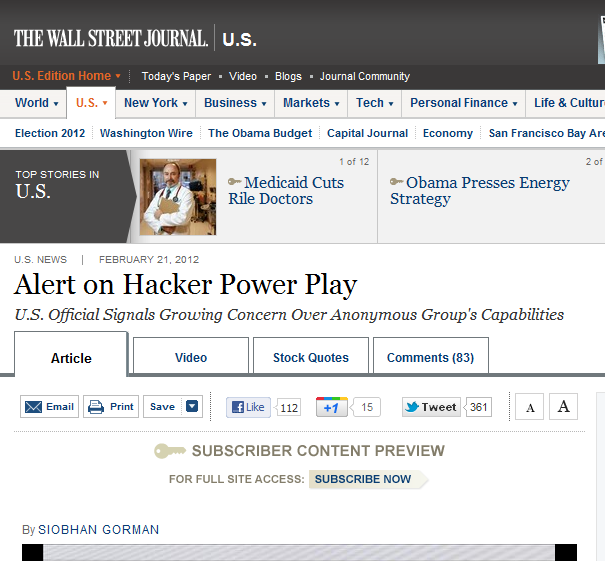 THE WALL STREET JOURNAL. U.S.
U.S. Edition Home Today's Paper Video Blogs Journal Community
World U.S. New York Business Markets Tech Personal Finance
Election 2012 Washington Wire The Obama Budget Capital Journal Economy San Francisco Bay
TOP STORIES IN
U.S.
1 of 12
Medicaid Cuts
Rile Doctors
2 of
Obama Presses Energy
Strategy
U.S. NEWS | FEBRUARY 21, 2012
Alert on Hacker Power Play
U.S. Official Signals Growing Concern Over Anonymous Group's Capabilities
Article Video Stock Quotes Comments (83)
Email Print Save Like 112 +1 15 Tweet 361 A A
SUBSCRIBER CONTENT PREVIEW
FOR FULL SITE ACCESS: SUBSCRIBE NOW
By SIOBHAN GORMAN